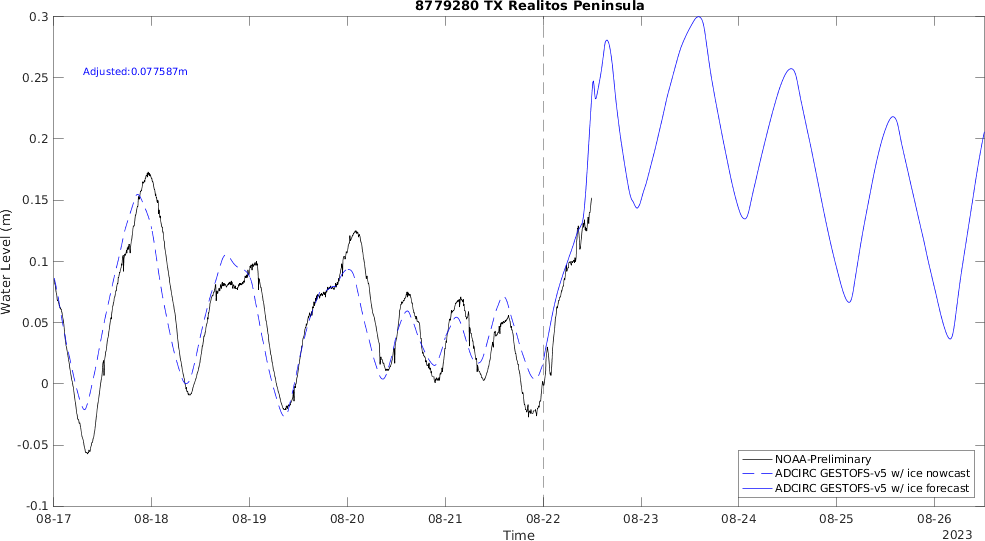 8779280 TX Realitos Peninsula
0.3
0.25
0.2
0.15
0.1
0.05
0
-0.05
-0.1
Water Level (m)
Adjusted:0.077587m
NOAA-Preliminary
ADCIRC GESTOFS-v5 w/ ice nowcast
ADCIRC GESTOFS-v5 w/ ice forecast
08-17 08-18 08-19 08-20 08-21 08-22 08-23 08-24 08-25 08-26
Time
2023